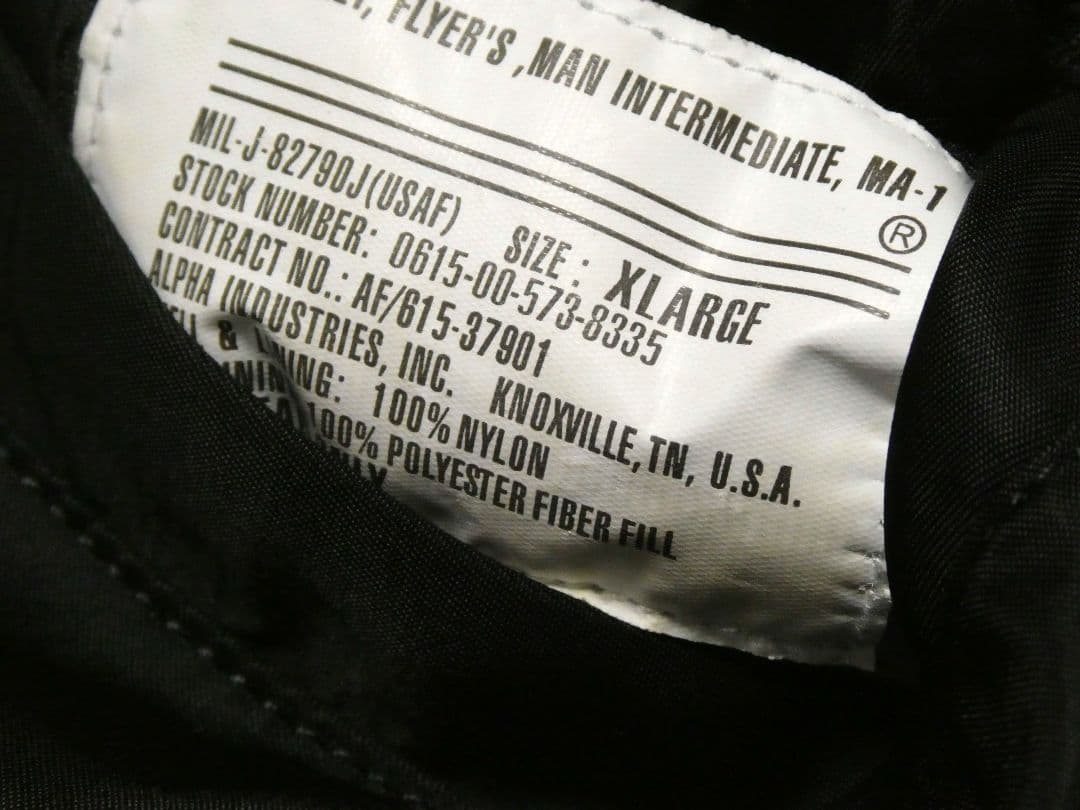 FLYER'S, MAN INTERMEDIATE, MA-1
®
MIL-J-82790J(USAF) SIZE: XLARGE
STOCK NUMBER: 0615-00-573-8335
CONTRACT NO.: AF/615-37901
ALPHA INDUSTRIES, INC. KNOXVILLE, TN, U.S.A.
& LINING: 100% NYLON
100% POLYESTER FIBER FILL